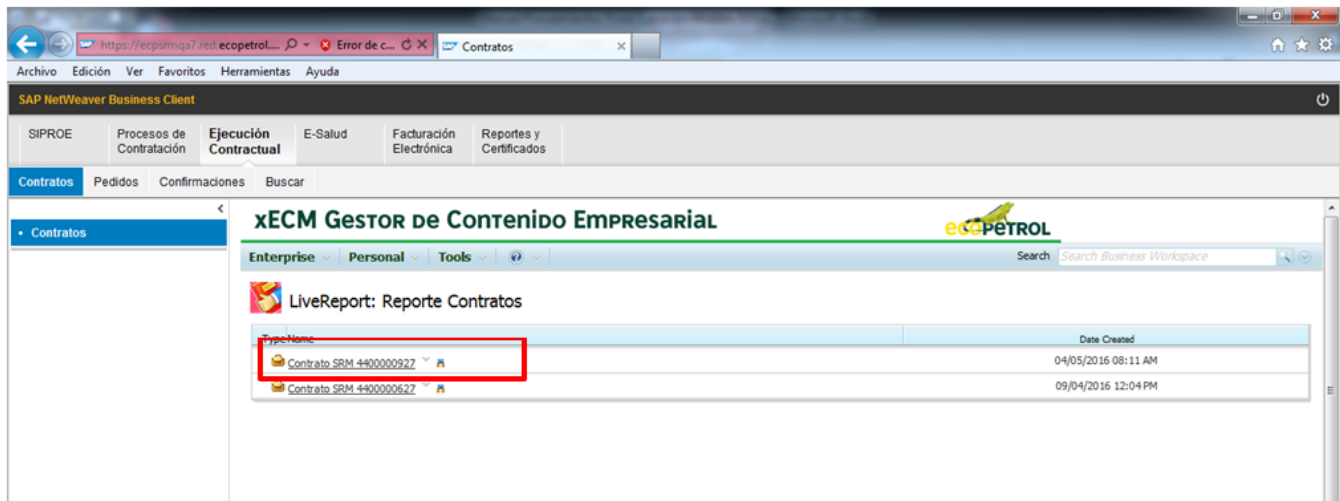 https://ecpsrmqa7.red.ecopetrol.... Error de c... Contratos
Archivo Edición Ver Favoritos Herramientas Ayuda
SAP NetWeaver Business Client
SIPROE Procesos de Contratación Ejecución Contractual E-Salud Facturación Electrónica Reportes y Certificados
Contratos Pedidos Confirmaciones Buscar
• Contratos
xECM Gestor de Contenido Empresarial
ecoPETROL
Enterprise Personal Tools Search Search Business Workspace
LiveReport: Reporte Contratos
Type Name Date Created
Contrato SRM 4400000927 04/05/2016 08:11 AM
Contrato SRM 4400000627 09/04/2016 12:04 PM